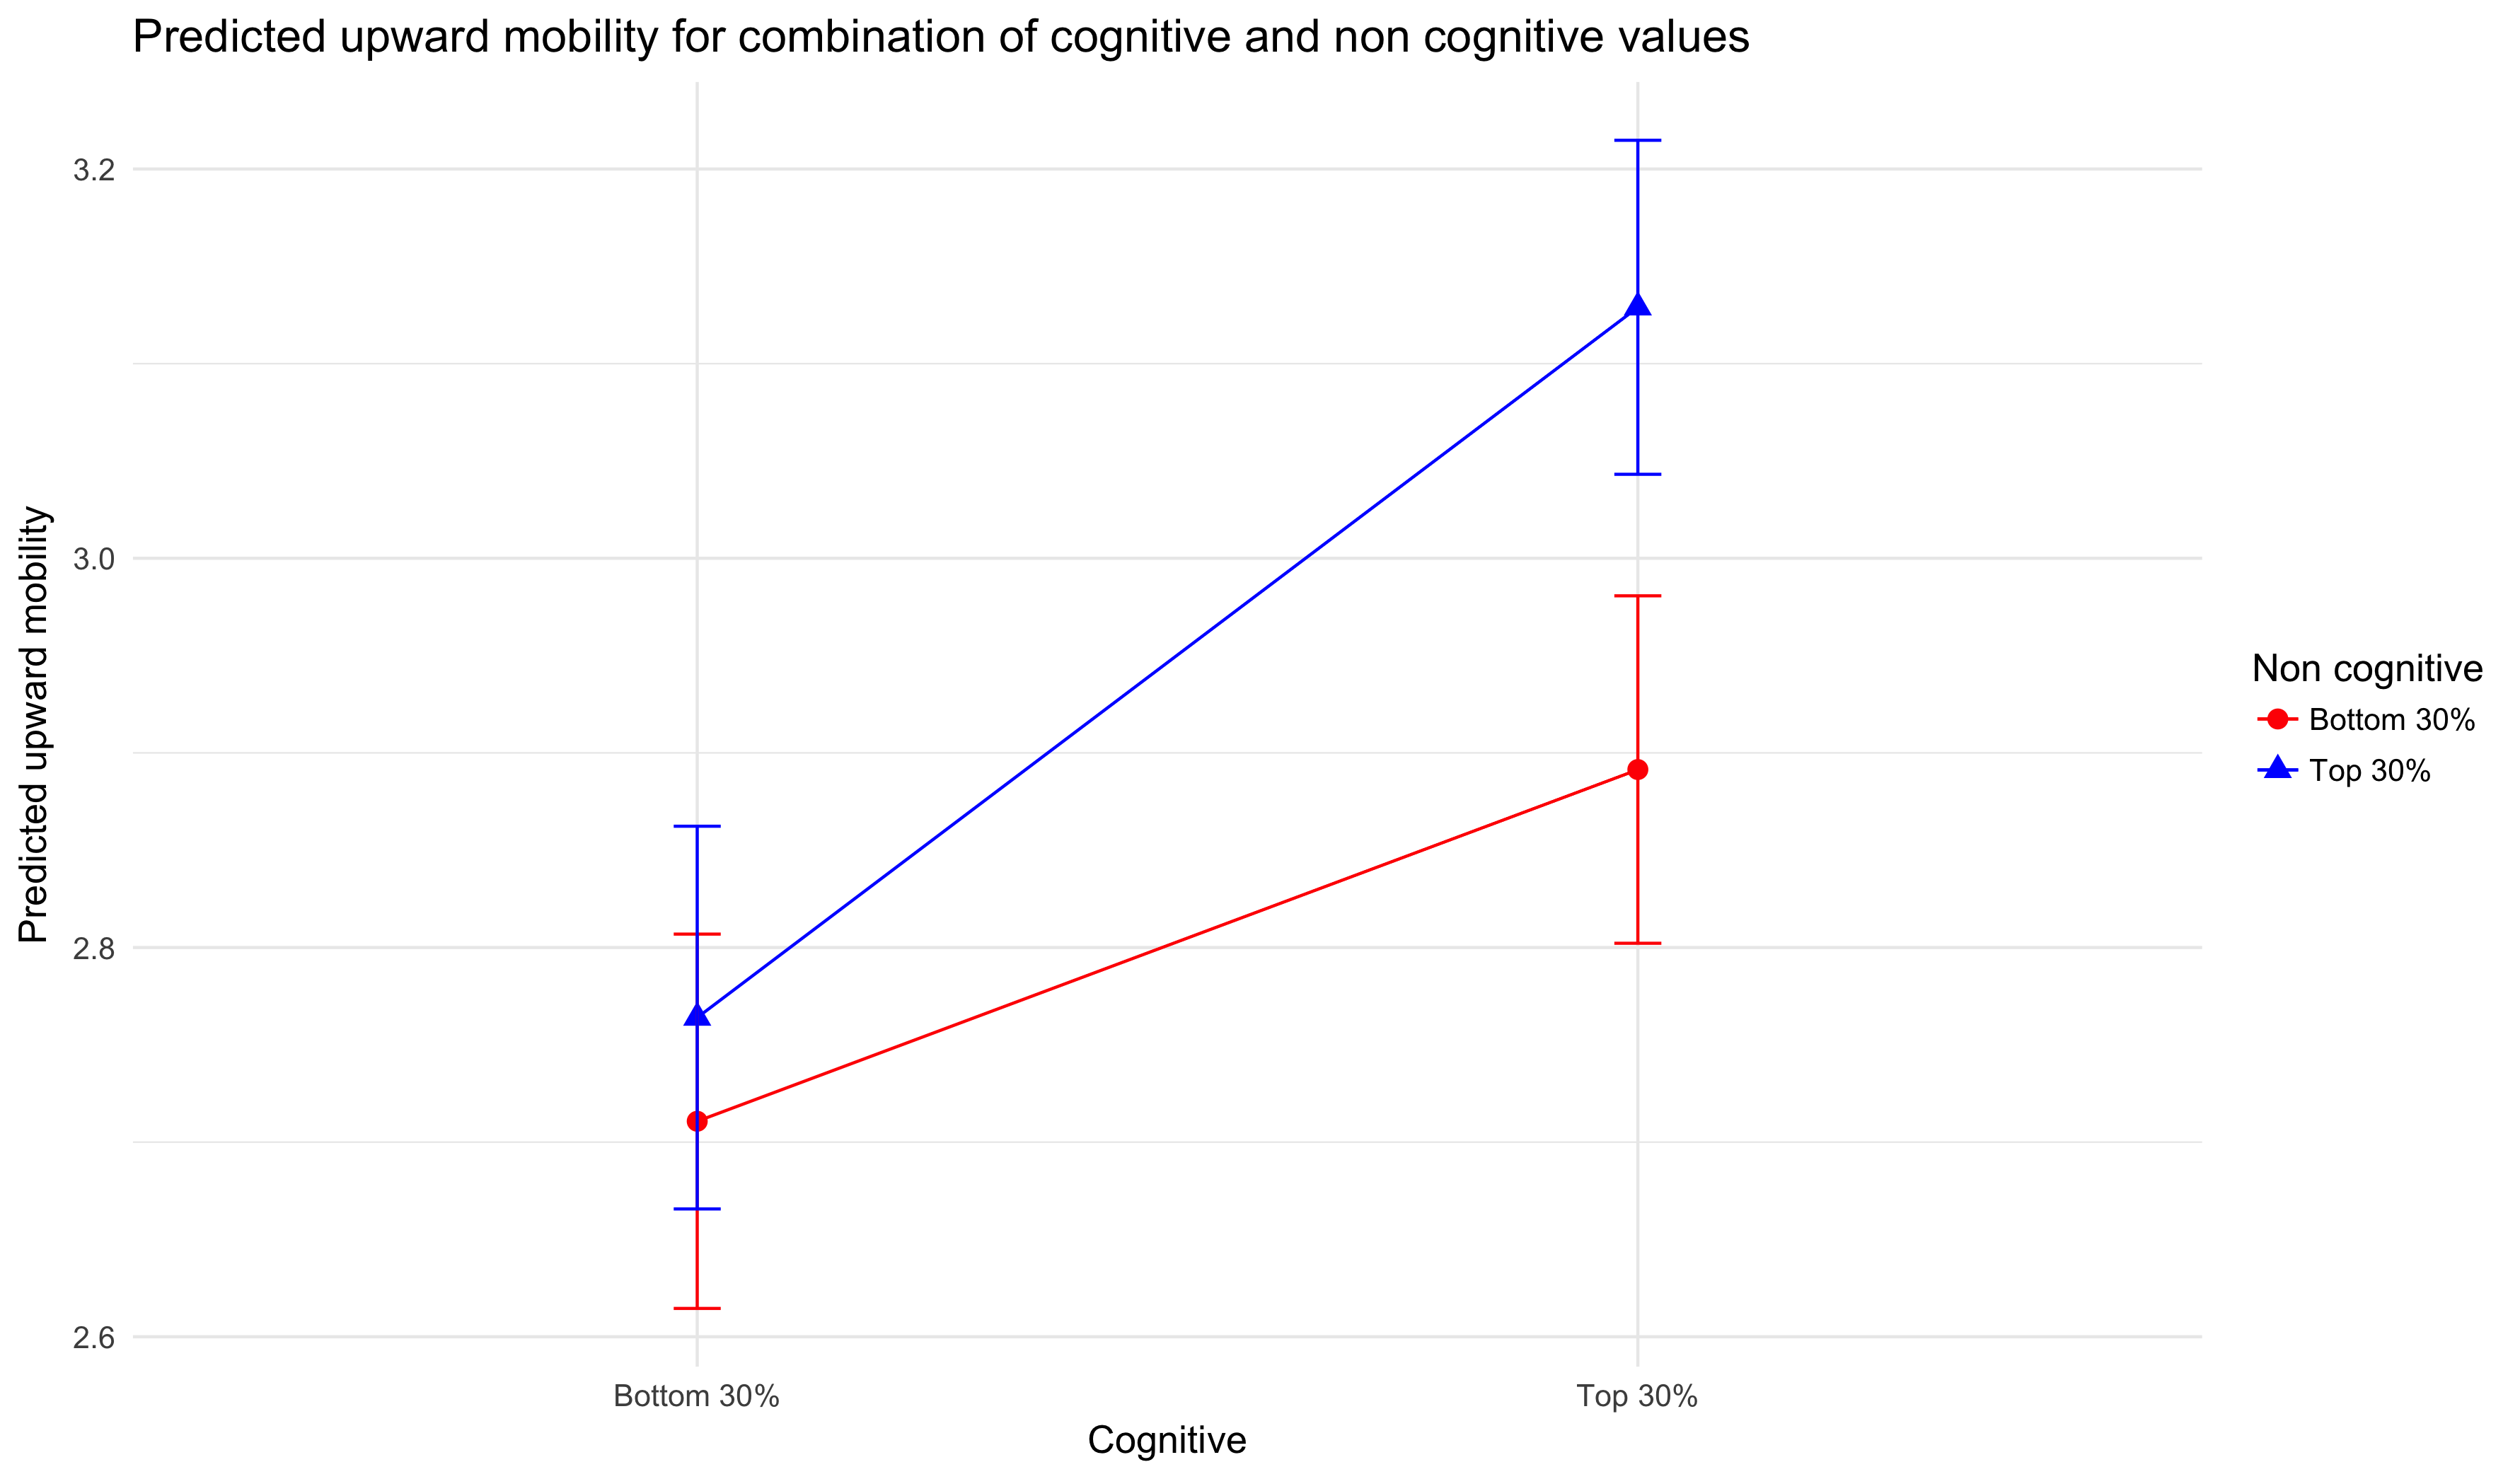 Predicted upward mobility for combination of cognitive and non cognitive values
Predicted upward mobility
3.2
3.0
2.8
2.6
Bottom 30%
Top 30%
Cognitive
Non cognitive
Bottom 30%
Top 30%